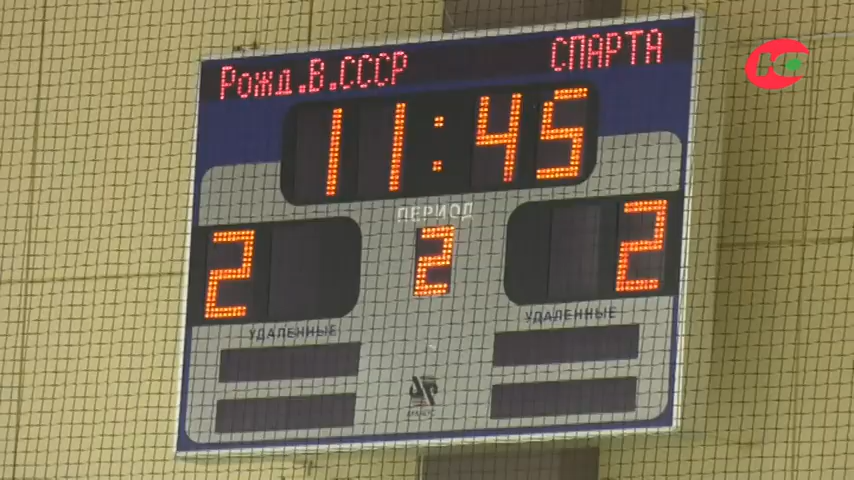 Рожд.В.СССР СПАРТА
11:45
ПЕРИОД
2 2 2
УДАЛЕННЫЕ УДАЛЕННЫЕ